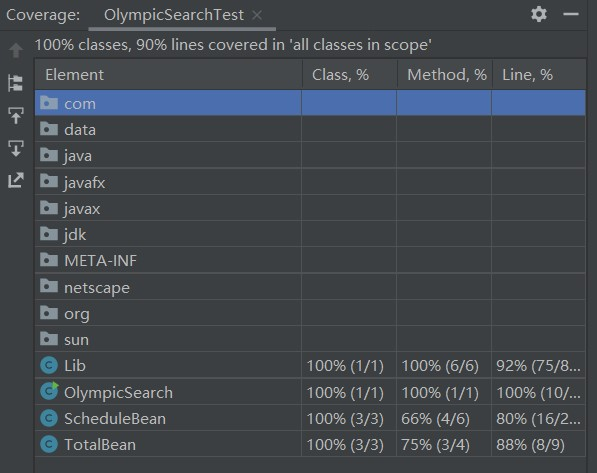 Coverage: OlympicSearchTest
100% classes, 90% lines covered in 'all classes in scope'
Element Class, % Method, % Line, %
com
data
java
javafx
javax
jdk
META-INF
netscape
org
sun
Lib 100% (1/1) 100% (6/6) 92% (75/8...
OlympicSearch 100% (1/1) 100% (1/1) 100% (10/...
ScheduleBean 100% (3/3) 66% (4/6) 80% (16/2...
TotalBean 100% (3/3) 75% (3/4) 88% (8/9)